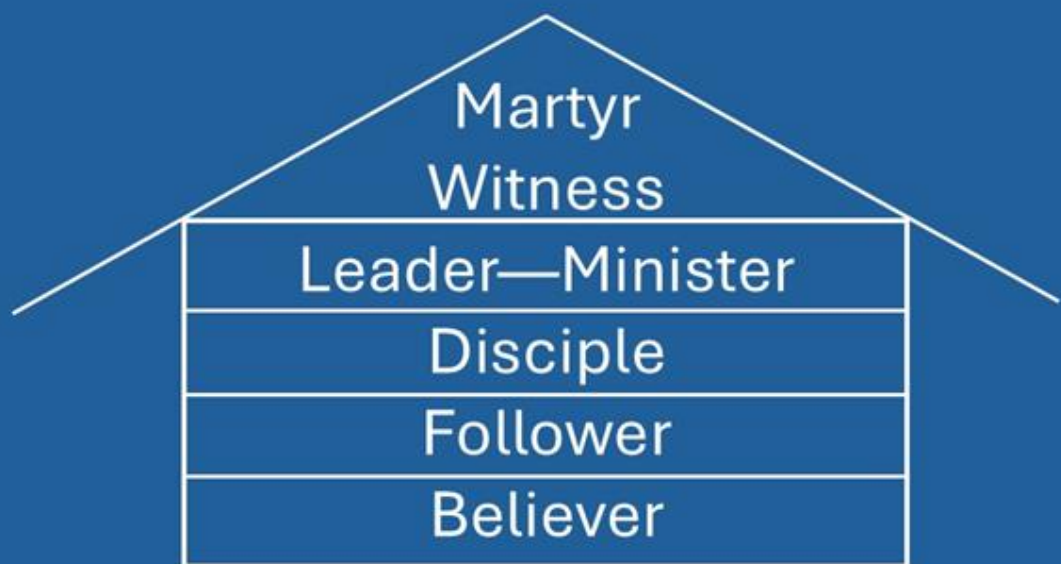 Martyr
Witness
Leader—Minister
Disciple
Follower
Believer